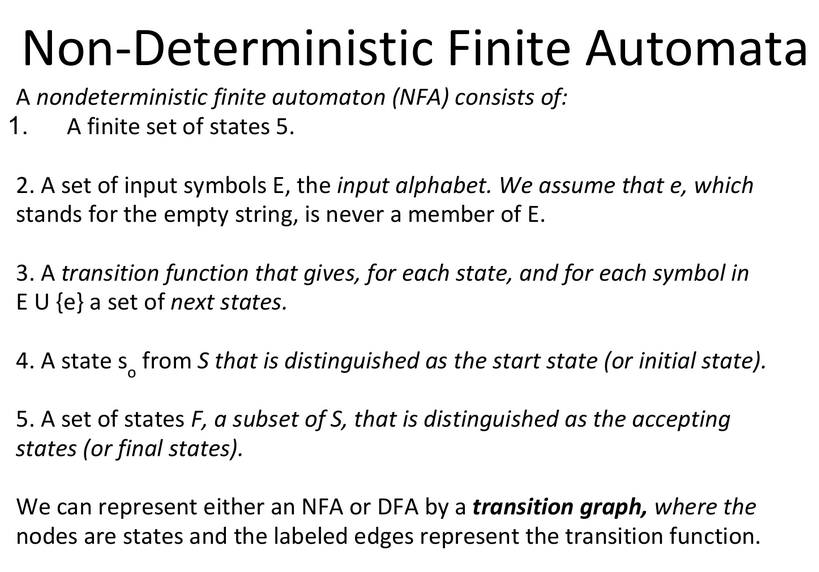 Non-Deterministic Finite Automata
A nondeterministic finite automaton (NFA) consists of:
1. A finite set of states 5.
2. A set of input symbols E, the input alphabet. We assume that e, which
stands for the empty string, is never a member of E.
3. A transition function that gives, for each state, and for each symbol in
E U {e} a set of next states.
4. A state so from S that is distinguished as the start state (or initial state).
5. A set of states F, a subset of S, that is distinguished as the accepting
states (or final states).
We can represent either an NFA or DFA by a transition graph, where the
nodes are states and the labeled edges represent the transition function.